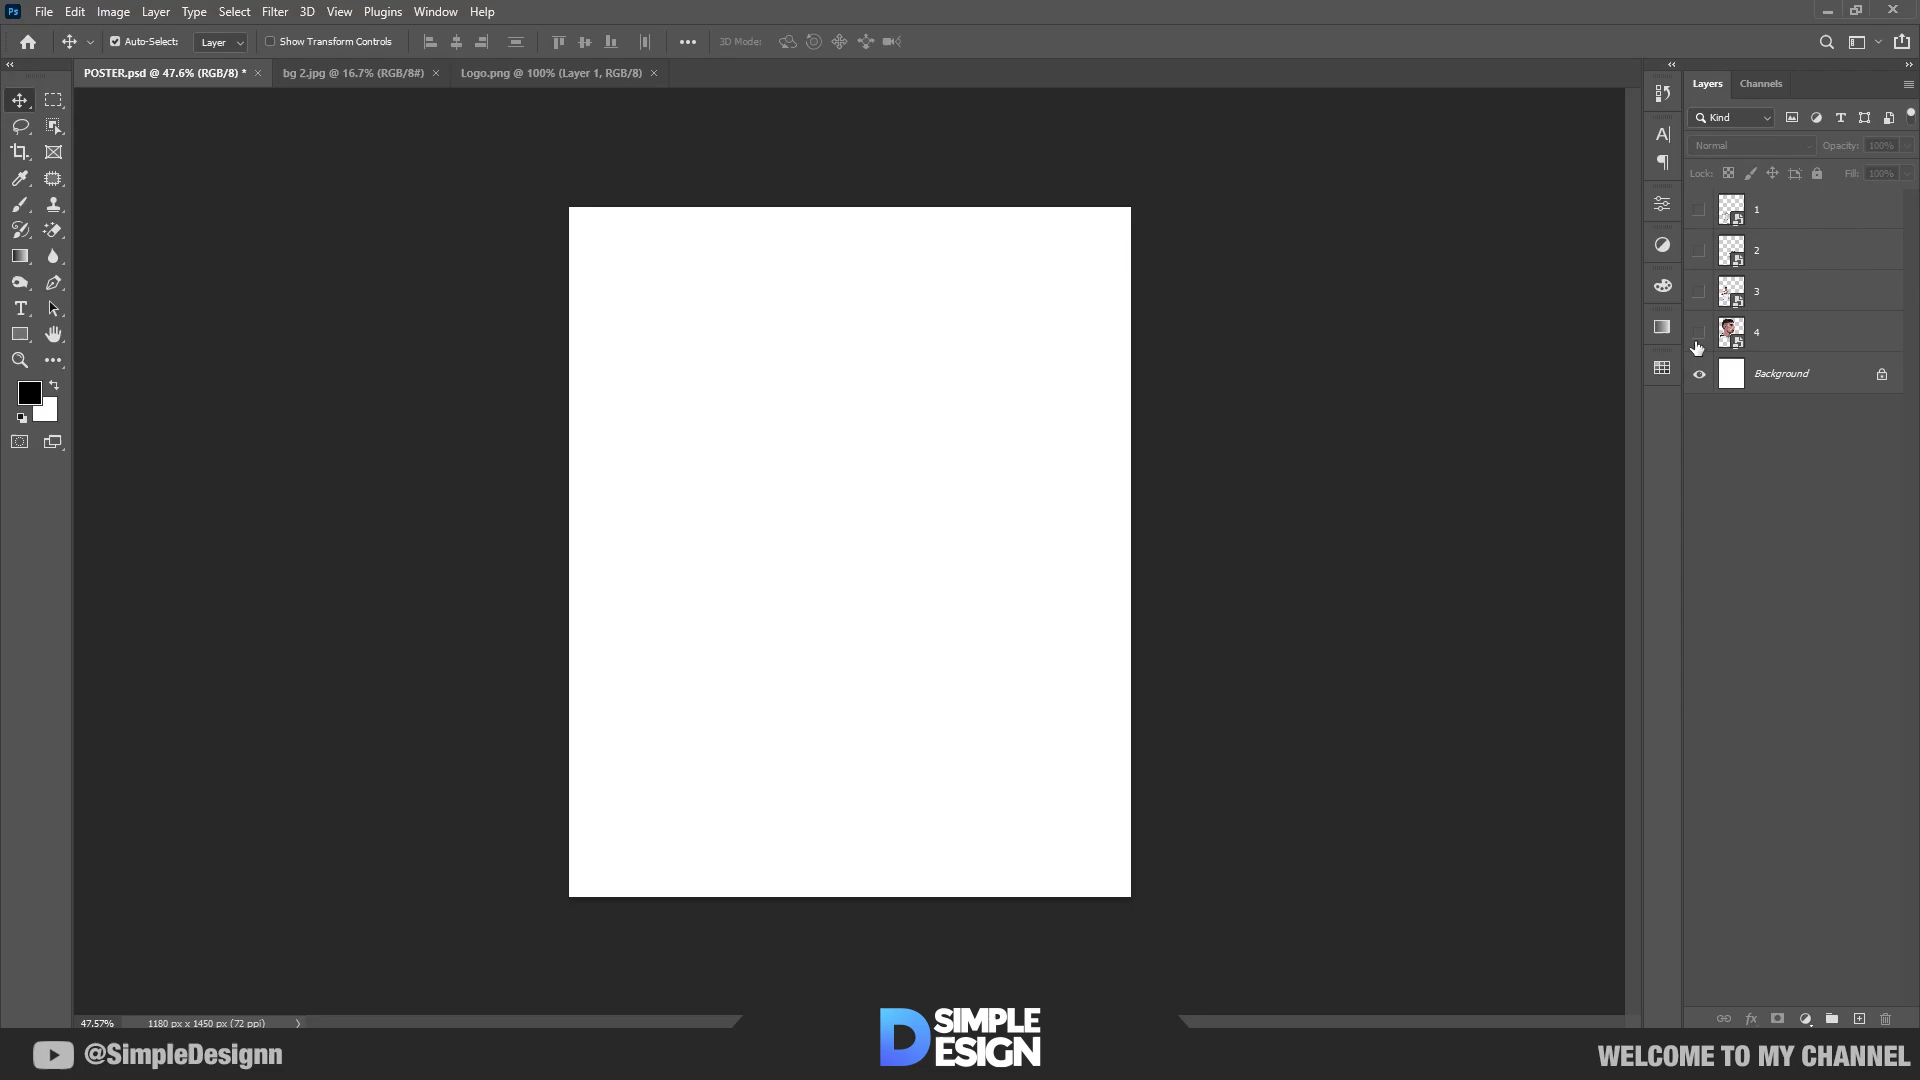 Ps File Edit Image Layer Type Select Filter 3D View Plugins Window Help
Auto-Select: Layer Show Transform Controls 3D Mode:
POSTER.psd @ 47.6% (RGB/8) * bg 2.jpg @ 16.7% (RGB/8#) Logo.png @ 100% (Layer 1, RGB/8)
Layers Channels
Kind
Normal Opacity: 100%
Lock: Fill: 100%
1
2
3
4
Background
47.57% 1180 px x 1450 px (72 ppi)
@SimpleDesignn
SIMPLE
DESIGN
WELCOME TO MY CHANNEL